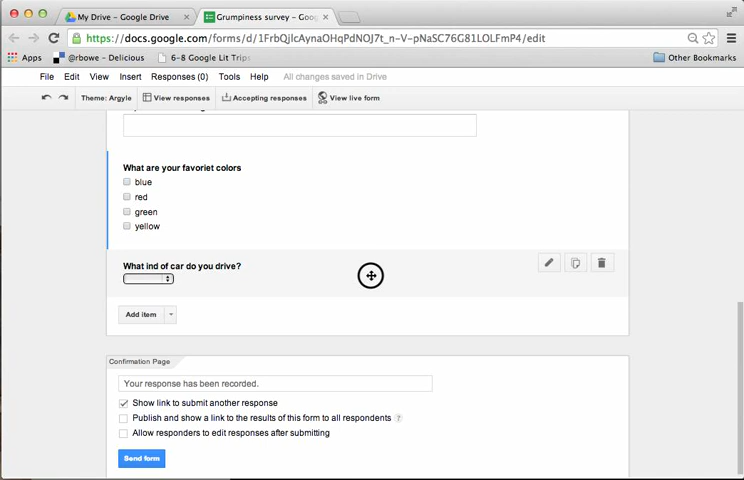 My Drive – Google Drive
Grumpiness survey – Goo
https://docs.google.com/forms/d/1FrbQjlcAynaOHqPdNOJ7t_n-V-pNaSC76G81LOLFmP4/edit
Apps
@rbowe – Delicious
6–8 Google Lit Trips
Other Bookmarks
File Edit View Insert Responses (0) Tools Help All changes saved in Drive
Theme: Argyle View responses Accepting responses View live form
What are your favoriet colors
blue
red
green
yellow
What ind of car do you drive?
Add item
Confirmation Page
Your response has been recorded.
Show link to submit another response
Publish and show a link to the results of this form to all respondents ?
Allow responders to edit responses after submitting
Send form